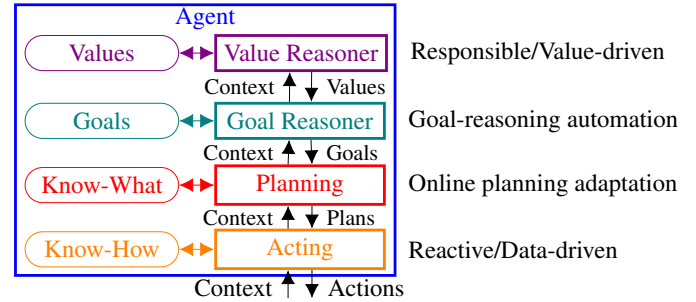 Agent
Values Value Reasoner Responsible/Value-driven
Context Values
Goals Goal Reasoner Goal-reasoning automation
Context Goals
Know-What Planning Online planning adaptation
Context Plans
Know-How Acting Reactive/Data-driven
Context Actions